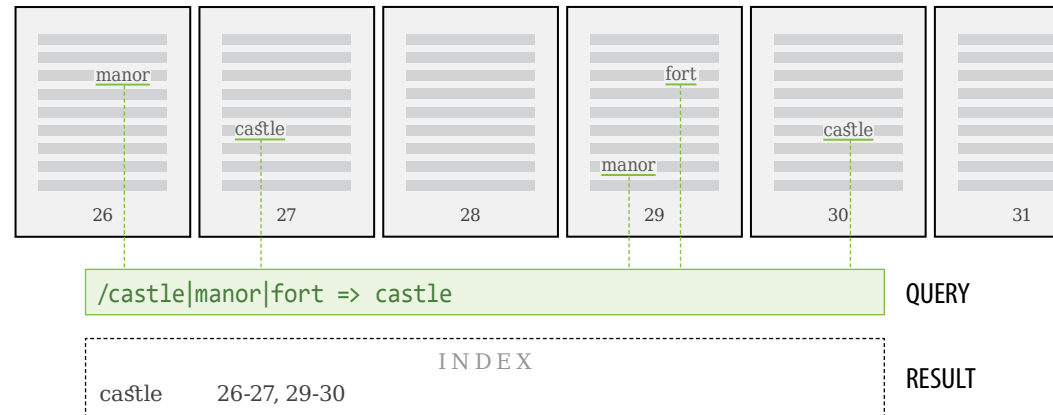 manor
fort
castle
castle
manor
26 27 28 29 30 31
/castle|manor|fort => castle
QUERY
INDEX
castle 26-27, 29-30
RESULT